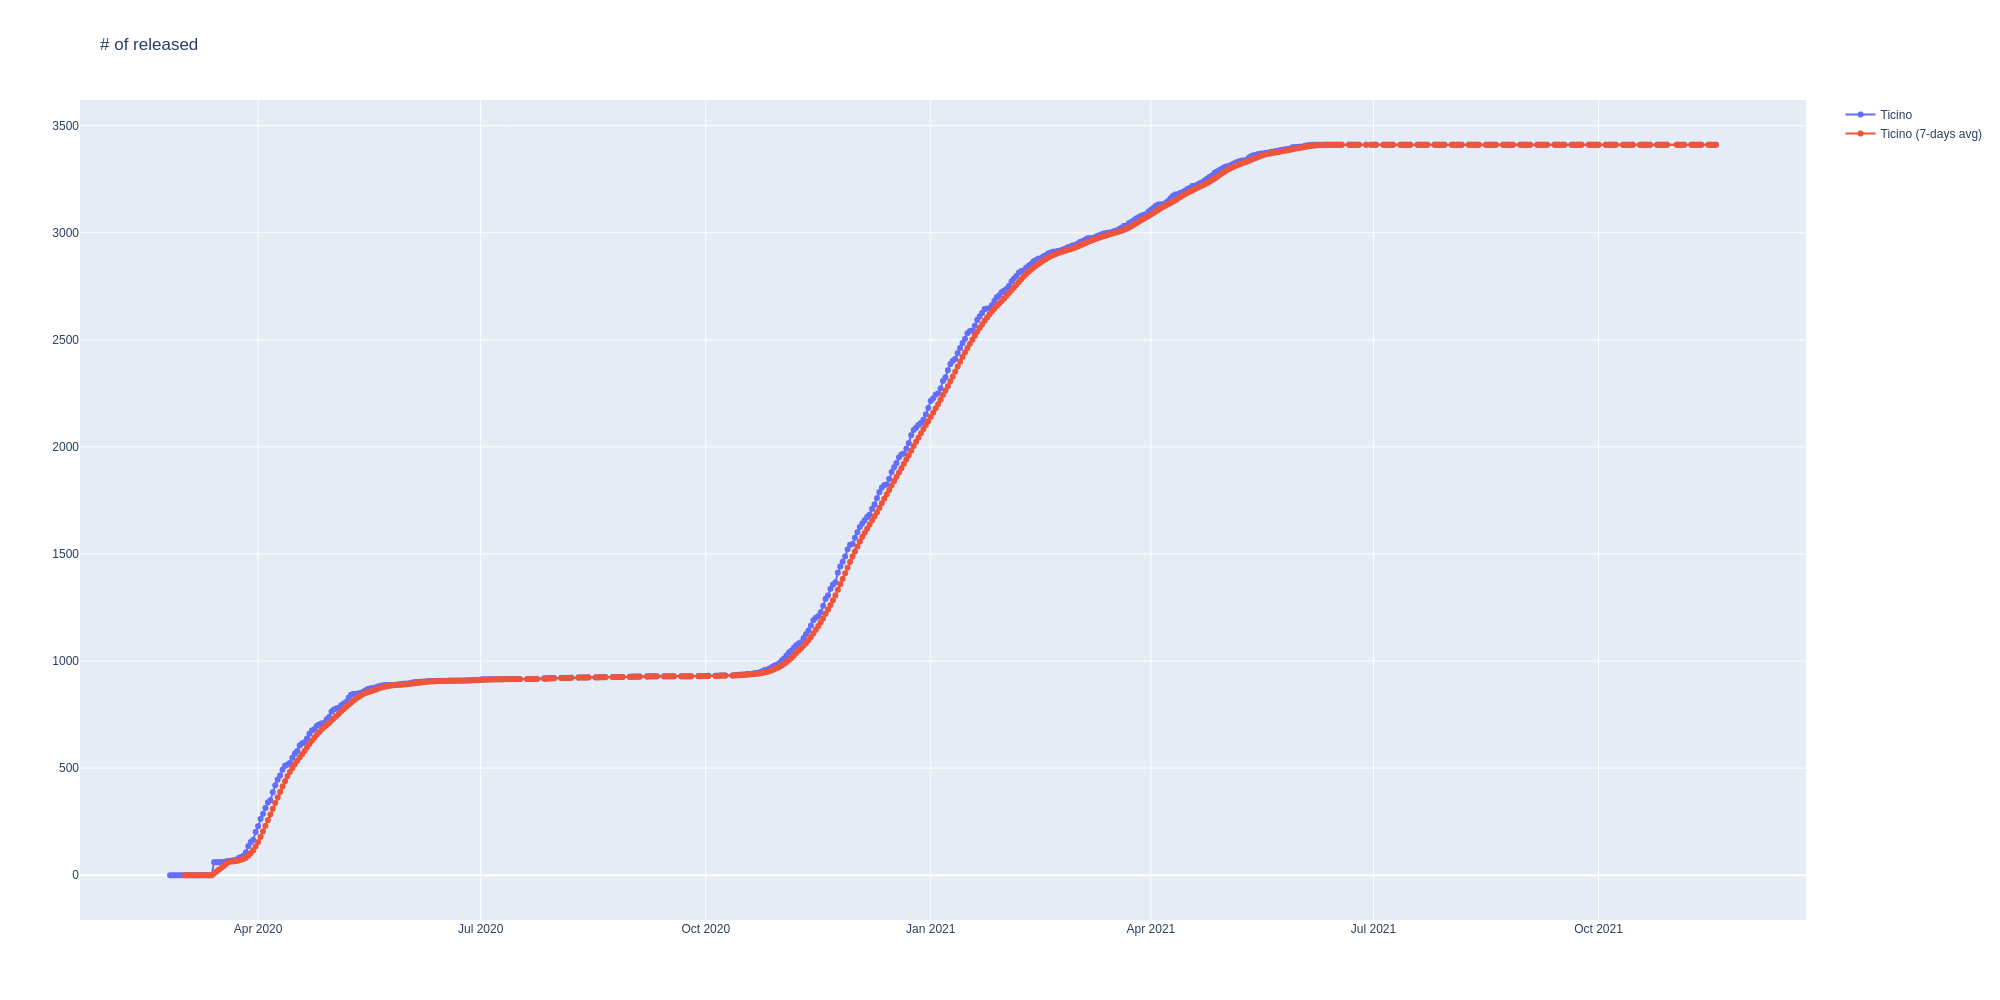 # of released
Ticino
Ticino (7-days avg)
3500
3000
2500
2000
1500
1000
500
0
Apr 2020
Jul 2020
Oct 2020
Jan 2021
Apr 2021
Jul 2021
Oct 2021